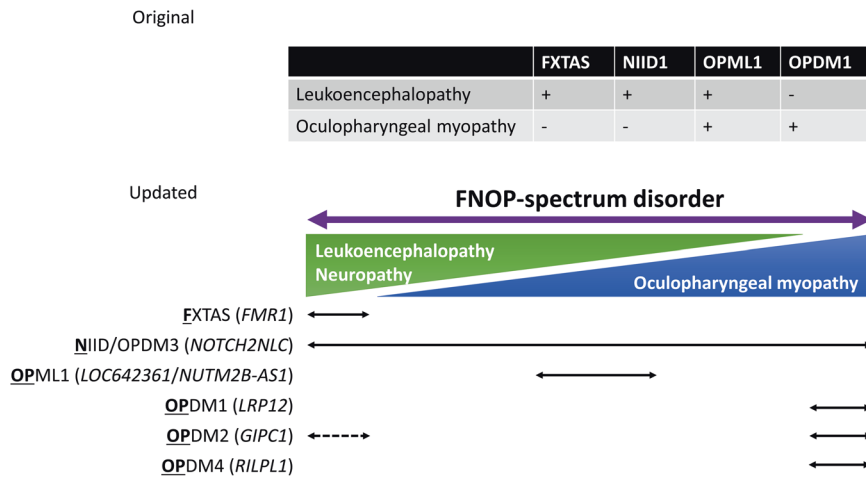 Original
FXTAS NIID1 OPML1 OPDM1
Leukoencephalopathy + + + -
Oculopharyngeal myopathy - - + +
Updated
FNOP-spectrum disorder
Leukoencephalopathy
Neuropathy
Oculopharyngeal myopathy
FXTAS (FMR1)
NIID/OPDM3 (NOTCH2NLC)
OPML1 (LOC642361/NUTM2B-AS1)
OPDM1 (LRP12)
OPDM2 (GIPC1)
OPDM4 (RILPL1)